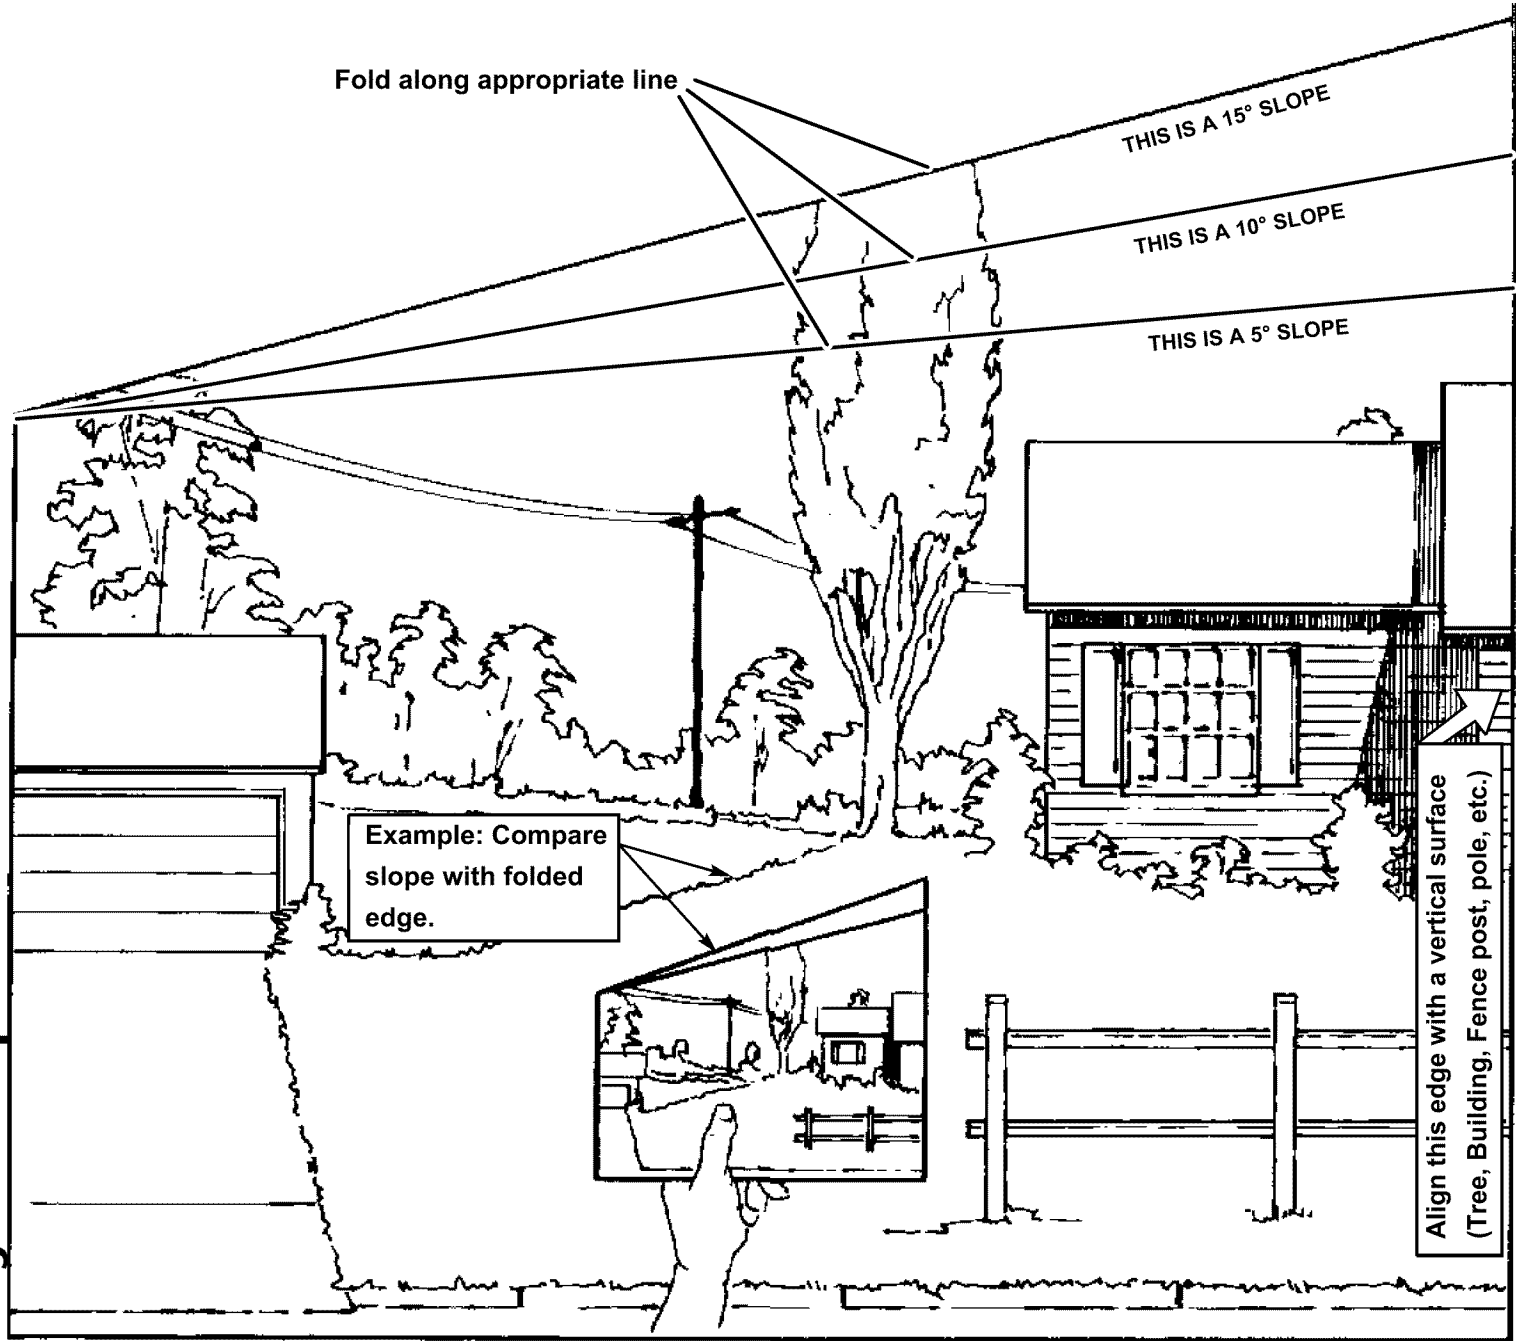 Fold along appropriate line
THIS IS A 15° SLOPE
THIS IS A 10° SLOPE
THIS IS A 5° SLOPE
Example: Compare
slope with folded
edge.
Align this edge with a vertical surface
(Tree, Building, Fence post, pole, etc.)